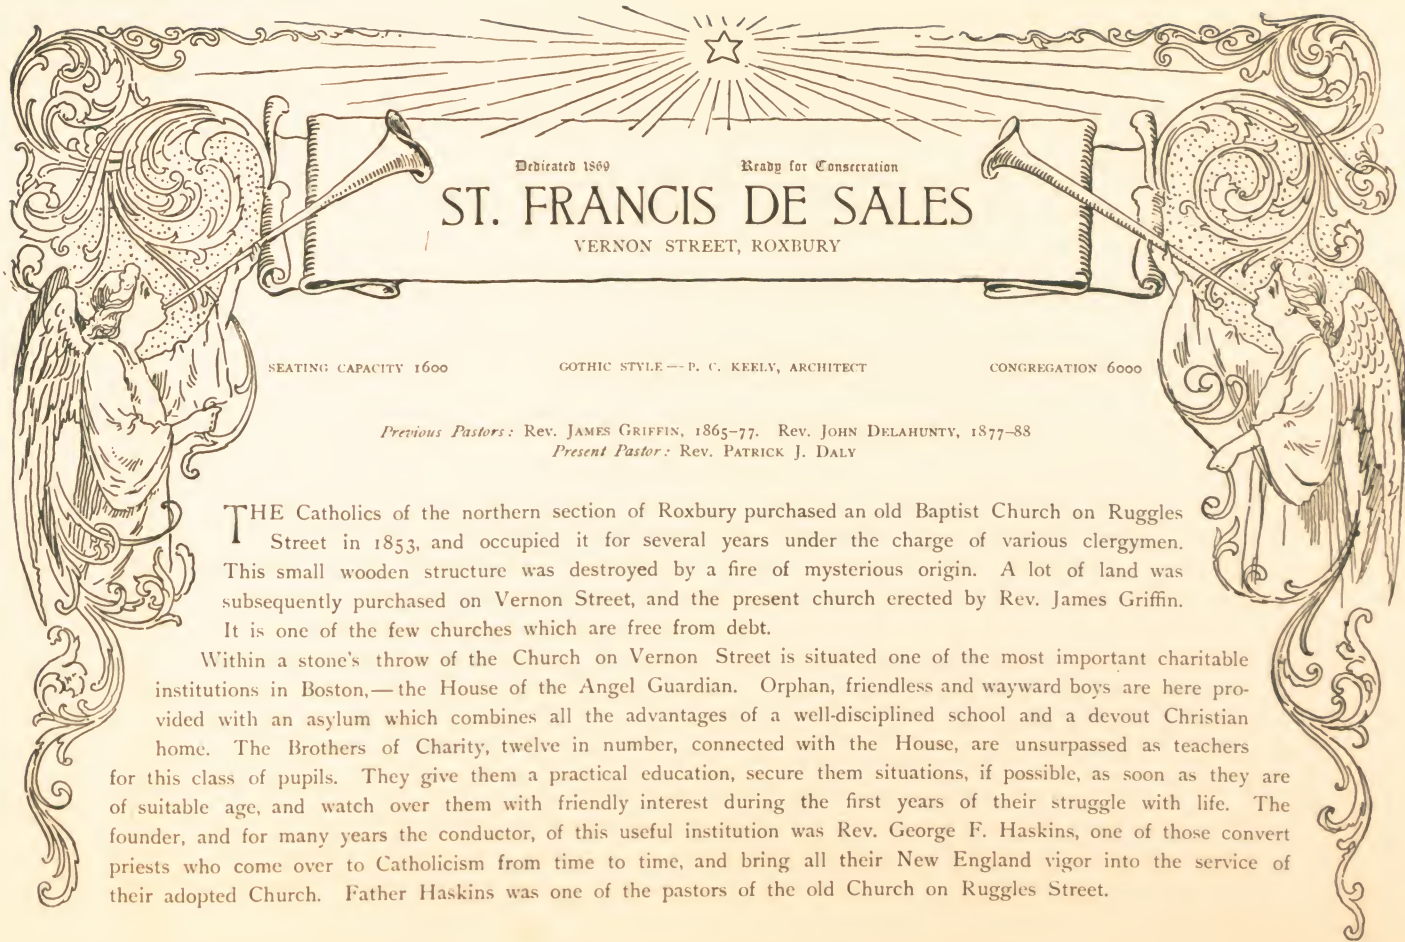 Dedicated 1869 Ready for Consecration
ST. FRANCIS DE SALES
VERNON STREET, ROXBURY
SEATING CAPACITY 1600 GOTHIC STYLE — P. C. KEELY, ARCHITECT CONGREGATION 6000
Previous Pastors: Rev. James Griffin, 1865–77. Rev. John Delahunty, 1877–88
Present Pastor: Rev. Patrick J. Daly
THE Catholics of the northern section of Roxbury purchased an old Baptist Church on Ruggles
Street in 1853, and occupied it for several years under the charge of various clergymen.
This small wooden structure was destroyed by a fire of mysterious origin. A lot of land was
subsequently purchased on Vernon Street, and the present church erected by Rev. James Griffin.
It is one of the few churches which are free from debt.
Within a stone's throw of the Church on Vernon Street is situated one of the most important charitable
institutions in Boston,—the House of the Angel Guardian. Orphan, friendless and wayward boys are here pro-
vided with an asylum which combines all the advantages of a well-disciplined school and a devout Christian
home. The Brothers of Charity, twelve in number, connected with the House, are unsurpassed as teachers
for this class of pupils. They give them a practical education, secure them situations, if possible, as soon as they are
of suitable age, and watch over them with friendly interest during the first years of their struggle with life. The
founder, and for many years the conductor, of this useful institution was Rev. George F. Haskins, one of those convert
priests who come over to Catholicism from time to time, and bring all their New England vigor into the service of
their adopted Church. Father Haskins was one of the pastors of the old Church on Ruggles Street.